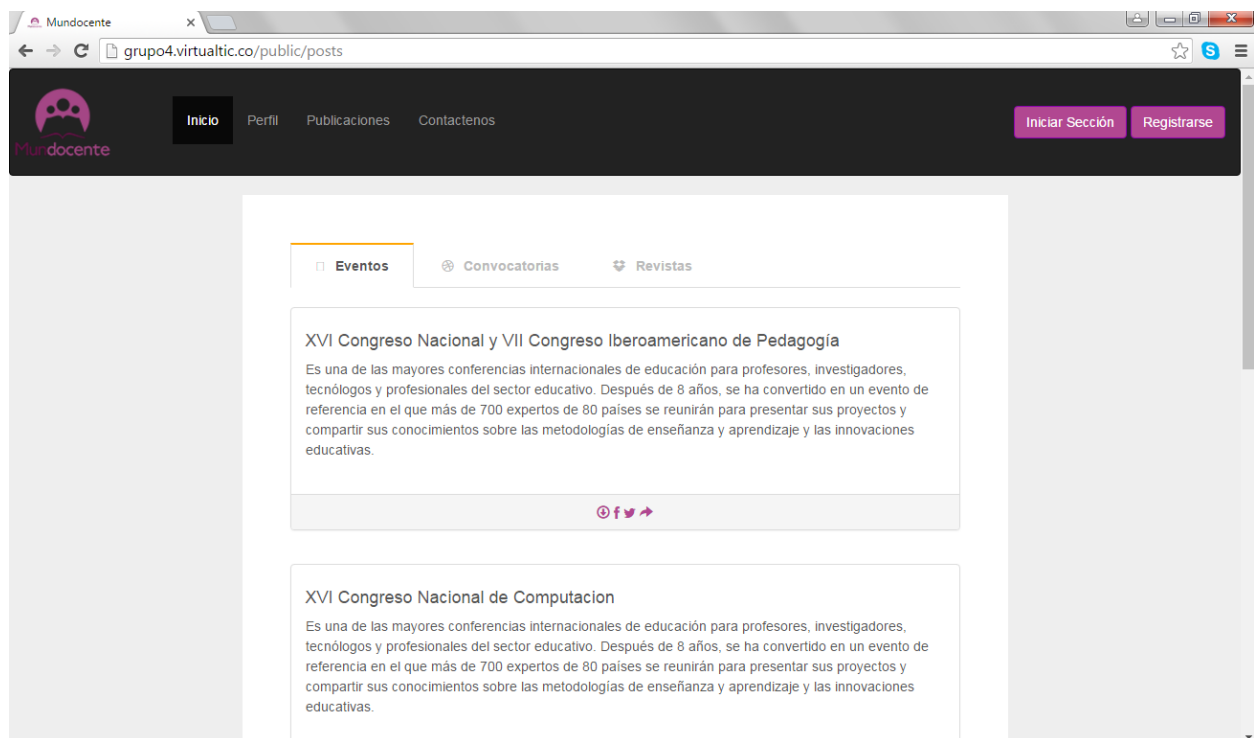 Mundocente
grupo4.virtualtic.co/public/posts
Mundocente
Inicio Perfil Publicaciones Contactenos
Iniciar Sección Registrarse
Eventos Convocatorias Revistas
XVI Congreso Nacional y VII Congreso Iberoamericano de Pedagogía
Es una de las mayores conferencias internacionales de educación para profesores, investigadores,
tecnólogos y profesionales del sector educativo. Después de 8 años, se ha convertido en un evento de
referencia en el que más de 700 expertos de 80 países se reunirán para presentar sus proyectos y
compartir sus conocimientos sobre las metodologías de enseñanza y aprendizaje y las innovaciones
educativas.
XVI Congreso Nacional de Computacion
Es una de las mayores conferencias internacionales de educación para profesores, investigadores,
tecnólogos y profesionales del sector educativo. Después de 8 años, se ha convertido en un evento de
referencia en el que más de 700 expertos de 80 países se reunirán para presentar sus proyectos y
compartir sus conocimientos sobre las metodologías de enseñanza y aprendizaje y las innovaciones
educativas.